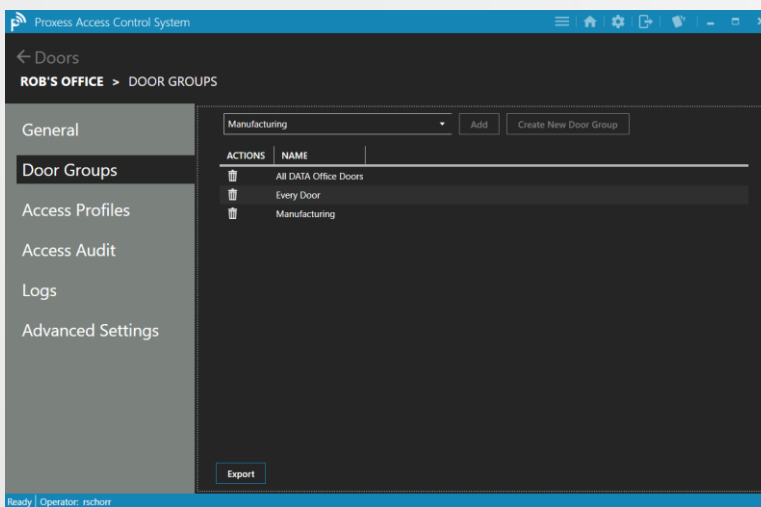 Proxess Access Control System
Doors
ROB'S OFFICE > DOOR GROUPS
General
Door Groups
Access Profiles
Access Audit
Logs
Advanced Settings
Manufacturing
Add
Create New Door Group
ACTIONS NAME
All DATA Office Doors
Every Door
Manufacturing
Export
Ready Operator: rschorr